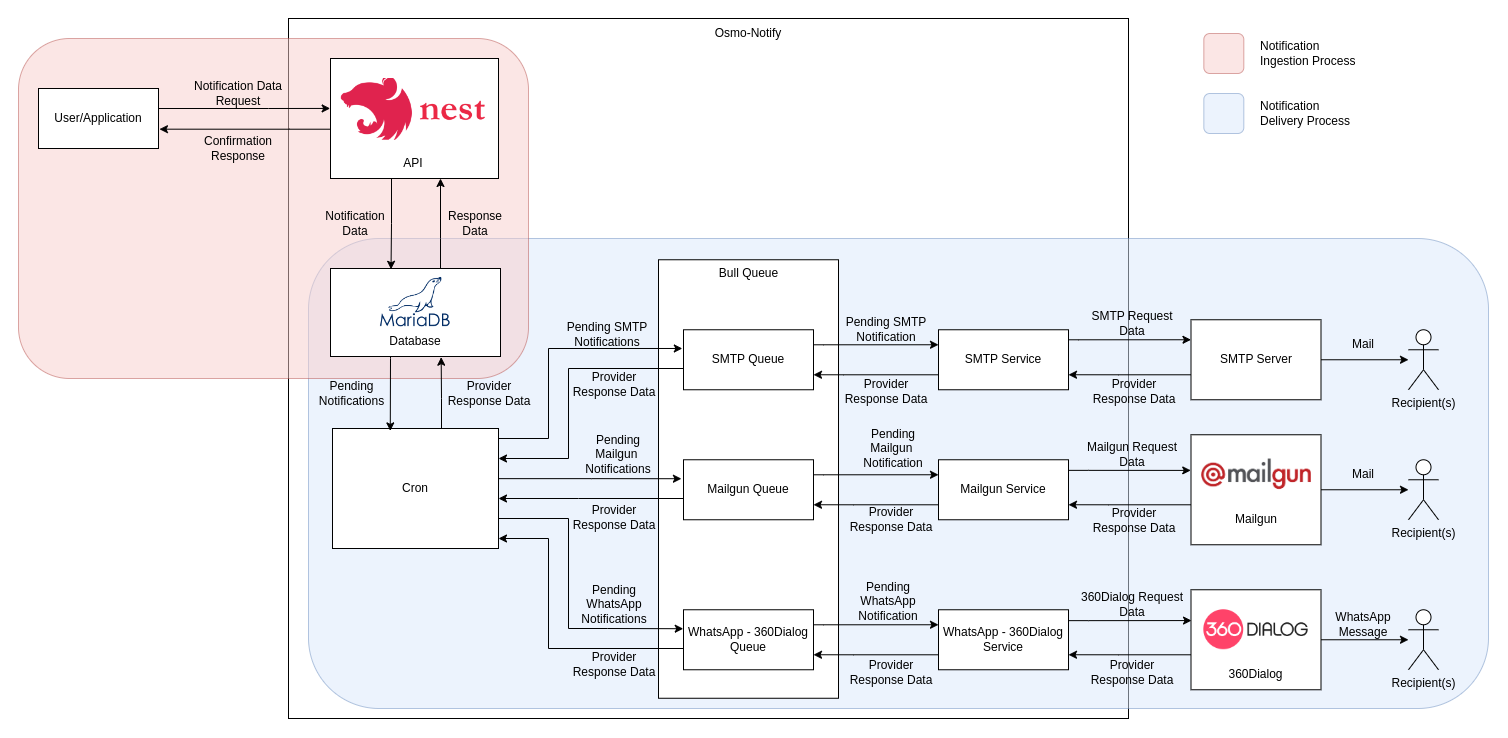 Osmo-Notify
Notification
Ingestion Process
Notification
Delivery Process
User/Application
Notification Data
Request
Confirmation
Response
nest
API
Notification
Data
Response
Data
MariaDB
Database
Pending
Notifications
Provider
Response Data
Cron
Bull Queue
Pending SMTP
Notifications
Provider
Response Data
SMTP Queue
Pending SMTP
Notification
Provider
Response Data
SMTP Service
SMTP Request
Data
Provider
Response Data
SMTP Server
Mail
Recipient(s)
Pending
Mailgun
Notifications
Provider
Response Data
Mailgun Queue
Pending
Mailgun
Notification
Provider
Response Data
Mailgun Service
Mailgun Request
Data
Provider
Response Data
@mailgun
Mailgun
Mail
Recipient(s)
Pending
WhatsApp
Notifications
Provider
Response Data
WhatsApp - 360Dialog
Queue
Pending
WhatsApp
Notification
Provider
Response Data
WhatsApp - 360Dialog
Service
360Dialog Request
Data
Provider
Response Data
360 DIALOG
360Dialog
WhatsApp
Message
Recipient(s)